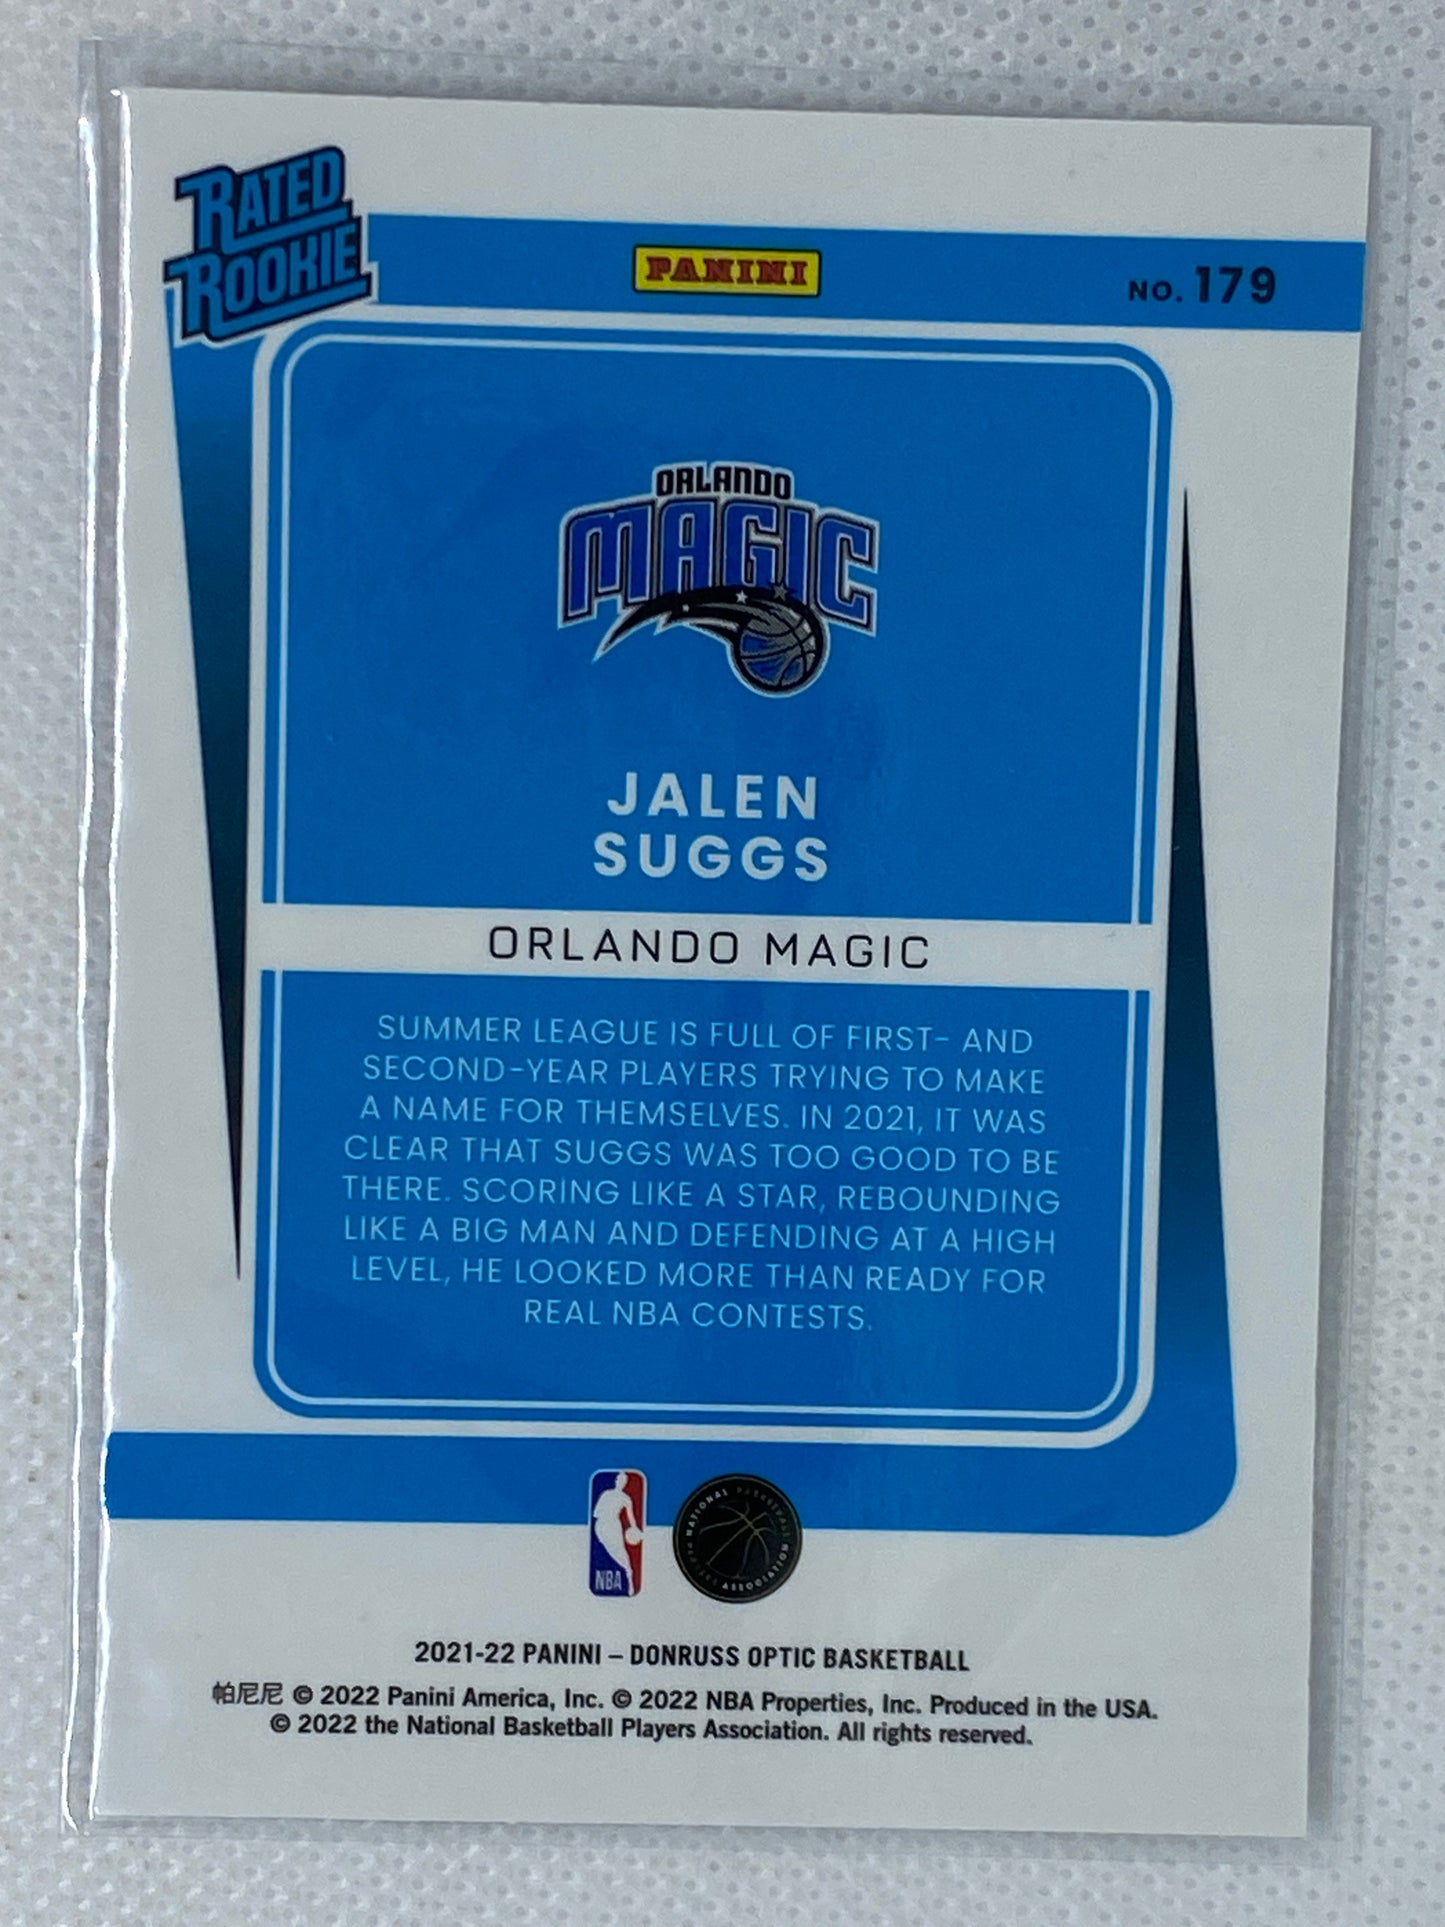 RATED
ROOKIE
PANINI
NO. 179
ORLANDO
MAGIC
JALEN
SUGGS
ORLANDO MAGIC
SUMMER LEAGUE IS FULL OF FIRST- AND
SECOND-YEAR PLAYERS TRYING TO MAKE
A NAME FOR THEMSELVES. IN 2021, IT WAS
CLEAR THAT SUGGS WAS TOO GOOD TO BE
THERE. SCORING LIKE A STAR, REBOUNDING
LIKE A BIG MAN AND DEFENDING AT A HIGH
LEVEL, HE LOOKED MORE THAN READY FOR
REAL NBA CONTESTS.
NBA
NATIONAL BASKETBALL
PLAYERS ASSOCIATION
2021-22 PANINI – DONRUSS OPTIC BASKETBALL
帕尼尼 © 2022 Panini America, Inc. © 2022 NBA Properties, Inc. Produced in the USA.
© 2022 the National Basketball Players Association. All rights reserved.